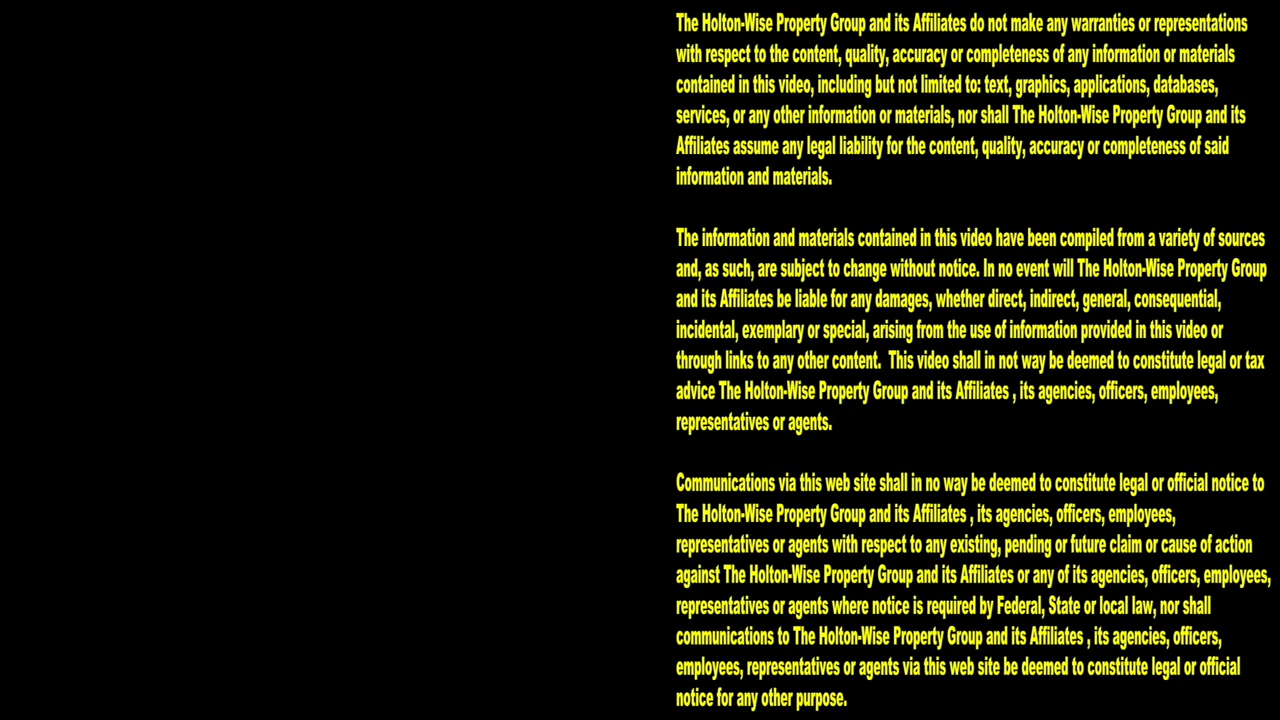 The Holton-Wise Property Group and its Affiliates do not make any warranties or representations
with respect to the content, quality, accuracy or completeness of any information or materials
contained in this video, including but not limited to: text, graphics, applications, databases,
services, or any other information or materials, nor shall The Holton-Wise Property Group and its
Affiliates assume any legal liability for the content, quality, accuracy or completeness of said
information and materials.
The information and materials contained in this video have been compiled from a variety of sources
and, as such, are subject to change without notice. In no event will The Holton-Wise Property Group
and its Affiliates be liable for any damages, whether direct, indirect, general, consequential,
incidental, exemplary or special, arising from the use of information provided in this video or
through links to any other content.  This video shall in not way be deemed to constitute legal or tax
advice The Holton-Wise Property Group and its Affiliates , its agencies, officers, employees,
representatives or agents.
Communications via this web site shall in no way be deemed to constitute legal or official notice to
The Holton-Wise Property Group and its Affiliates , its agencies, officers, employees,
representatives or agents with respect to any existing, pending or future claim or cause of action
against The Holton-Wise Property Group and its Affiliates or any of its agencies, officers, employees,
representatives or agents where notice is required by Federal, State or local law, nor shall
communications to The Holton-Wise Property Group and its Affiliates , its agencies, officers,
employees, representatives or agents via this web site be deemed to constitute legal or official
notice for any other purpose.